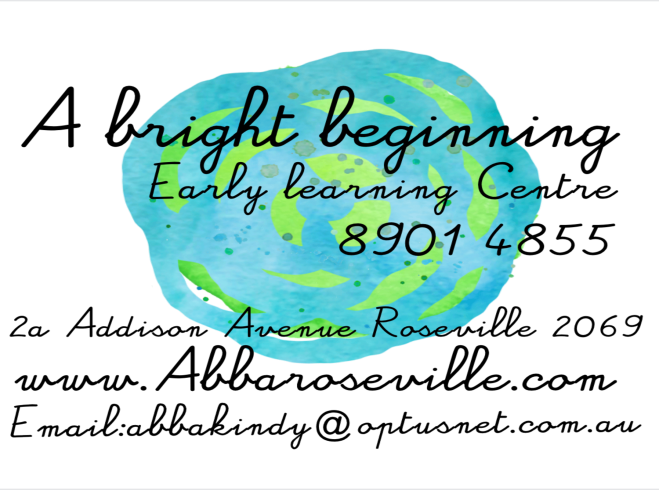 A bright beginning
Early learning Centre
8901 4855
2a Addison Avenue Roseville 2069
www.Abbaroseville.com
Email:abbakindy@optusnet.com.au